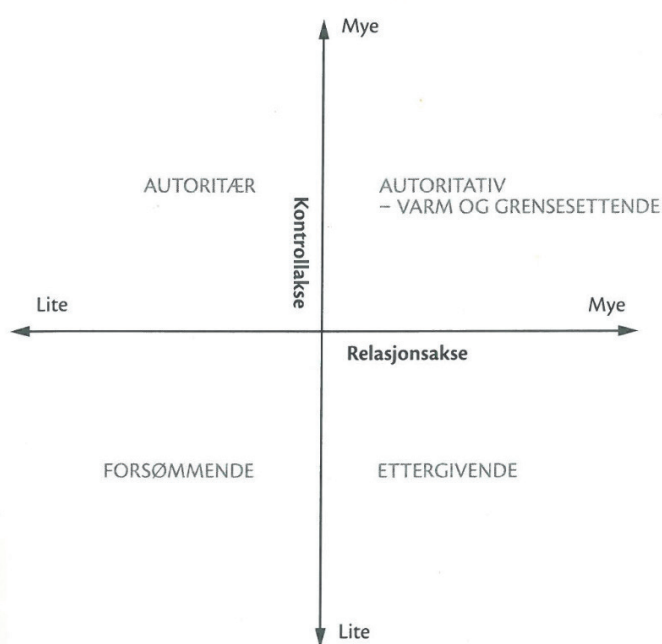 Mye
AUTORITÆR
AUTORITATIV
– VARM OG GRENSESETTENDE
Kontrollakse
Lite
Mye
Relasjonsakse
FORSØMMENDE
ETTERGIVENDE
Lite